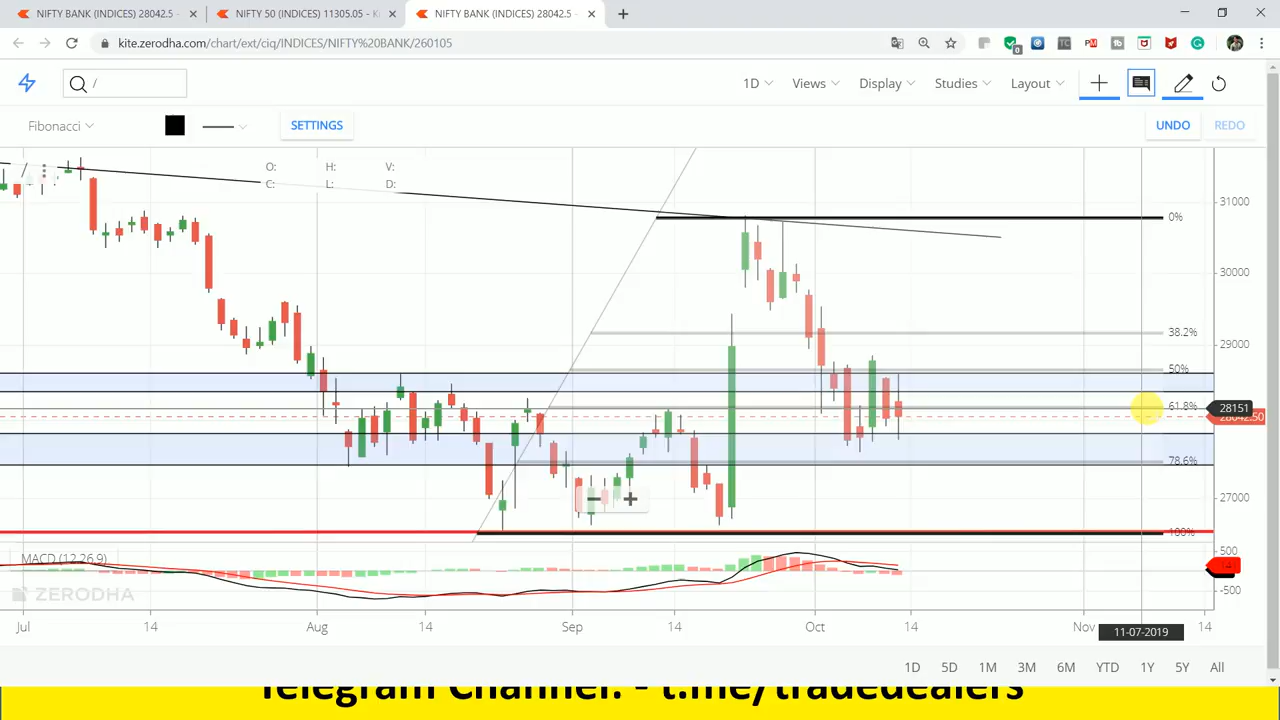 NIFTY BANK (INDICES) 28042.5 -
NIFTY 50 (INDICES) 11305.05 - K
NIFTY BANK (INDICES) 28042.5 -
kite.zerodha.com/chart/ext/ciq/INDICES/NIFTY%20BANK/260105
/ 1D Views Display Studies Layout
Fibonacci SETTINGS UNDO REDO
O: H: V:
C: L: D:
31000
0%
30000
38.2%
29000
50%
61.8% 28151
28042.50
78.6%
27000
100%
MACD (12,26,9)
500
-500
ZERODHA
Jul 14 Aug 14 Sep 14 Oct 14 Nov 14
11-07-2019
1D 5D 1M 3M 6M YTD 1Y 5Y All
Telegram Channel: - t.me/tradedealers